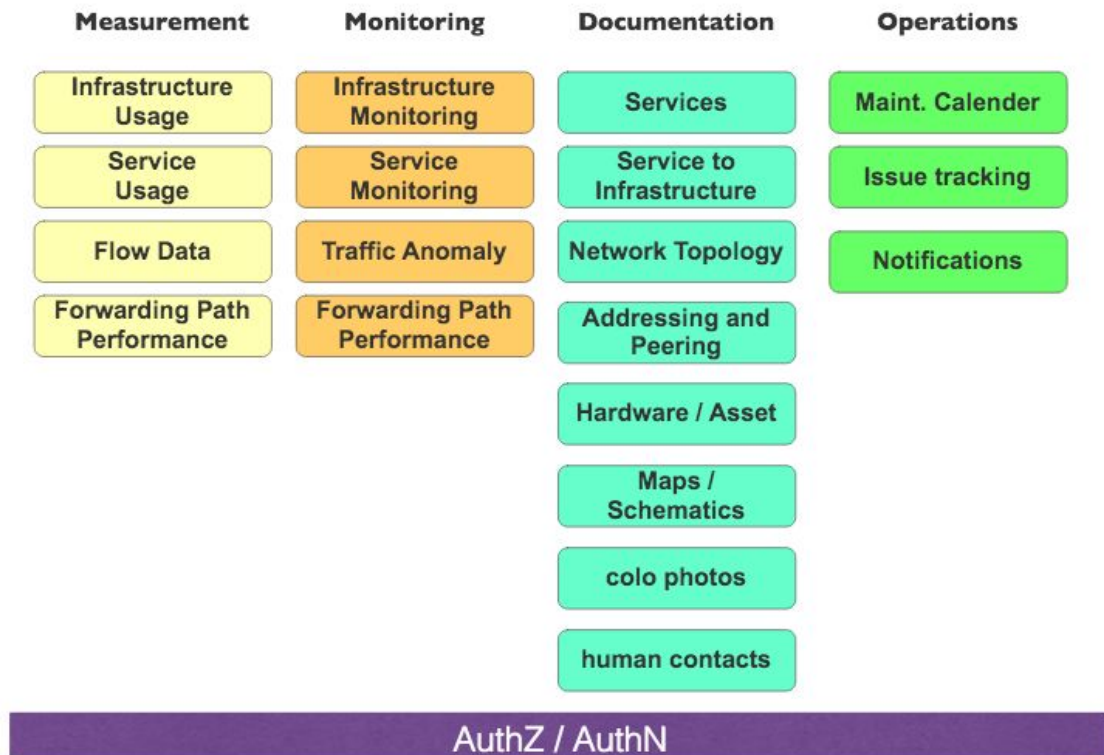 Measurement
Monitoring
Documentation
Operations
Infrastructure
Usage
Service
Usage
Flow Data
Forwarding Path
Performance
Infrastructure
Monitoring
Service
Monitoring
Traffic Anomaly
Forwarding Path
Performance
Services
Service to
Infrastructure
Network Topology
Addressing and
Peering
Hardware / Asset
Maps /
Schematics
colo photos
human contacts
Maint. Calender
Issue tracking
Notifications
AuthZ / AuthN